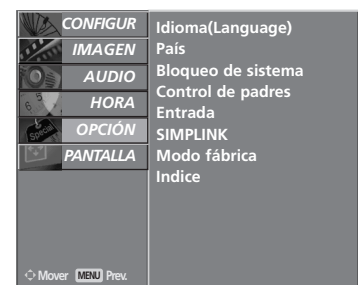 CONFIGUR
IMAGEN
AUDIO
HORA
OPCIÓN
PANTALLA
Idioma(Language)
País
Bloqueo de sistema
Control de padres
Entrada
SIMPLINK
Modo fábrica
Indice
Mover MENU Prev.
Special